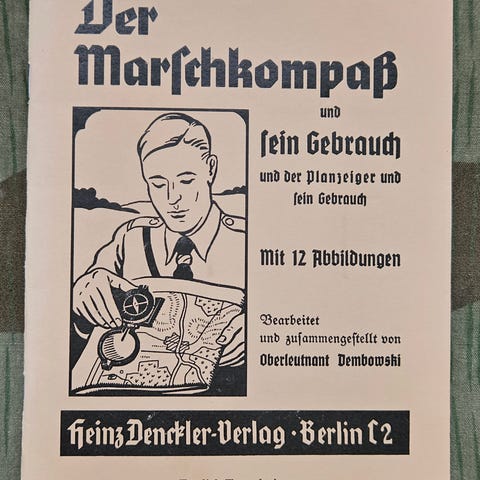 Der
Marſchkompaß
und
ſein Gebrauch
und der Planzeiger und
ſein Gebrauch
Mit 12 Abbildungen
Bearbeitet
und zuſammengeſtellt von
Oberleutnant Dembowski
Heinz Denckler-Verlag · Berlin C2